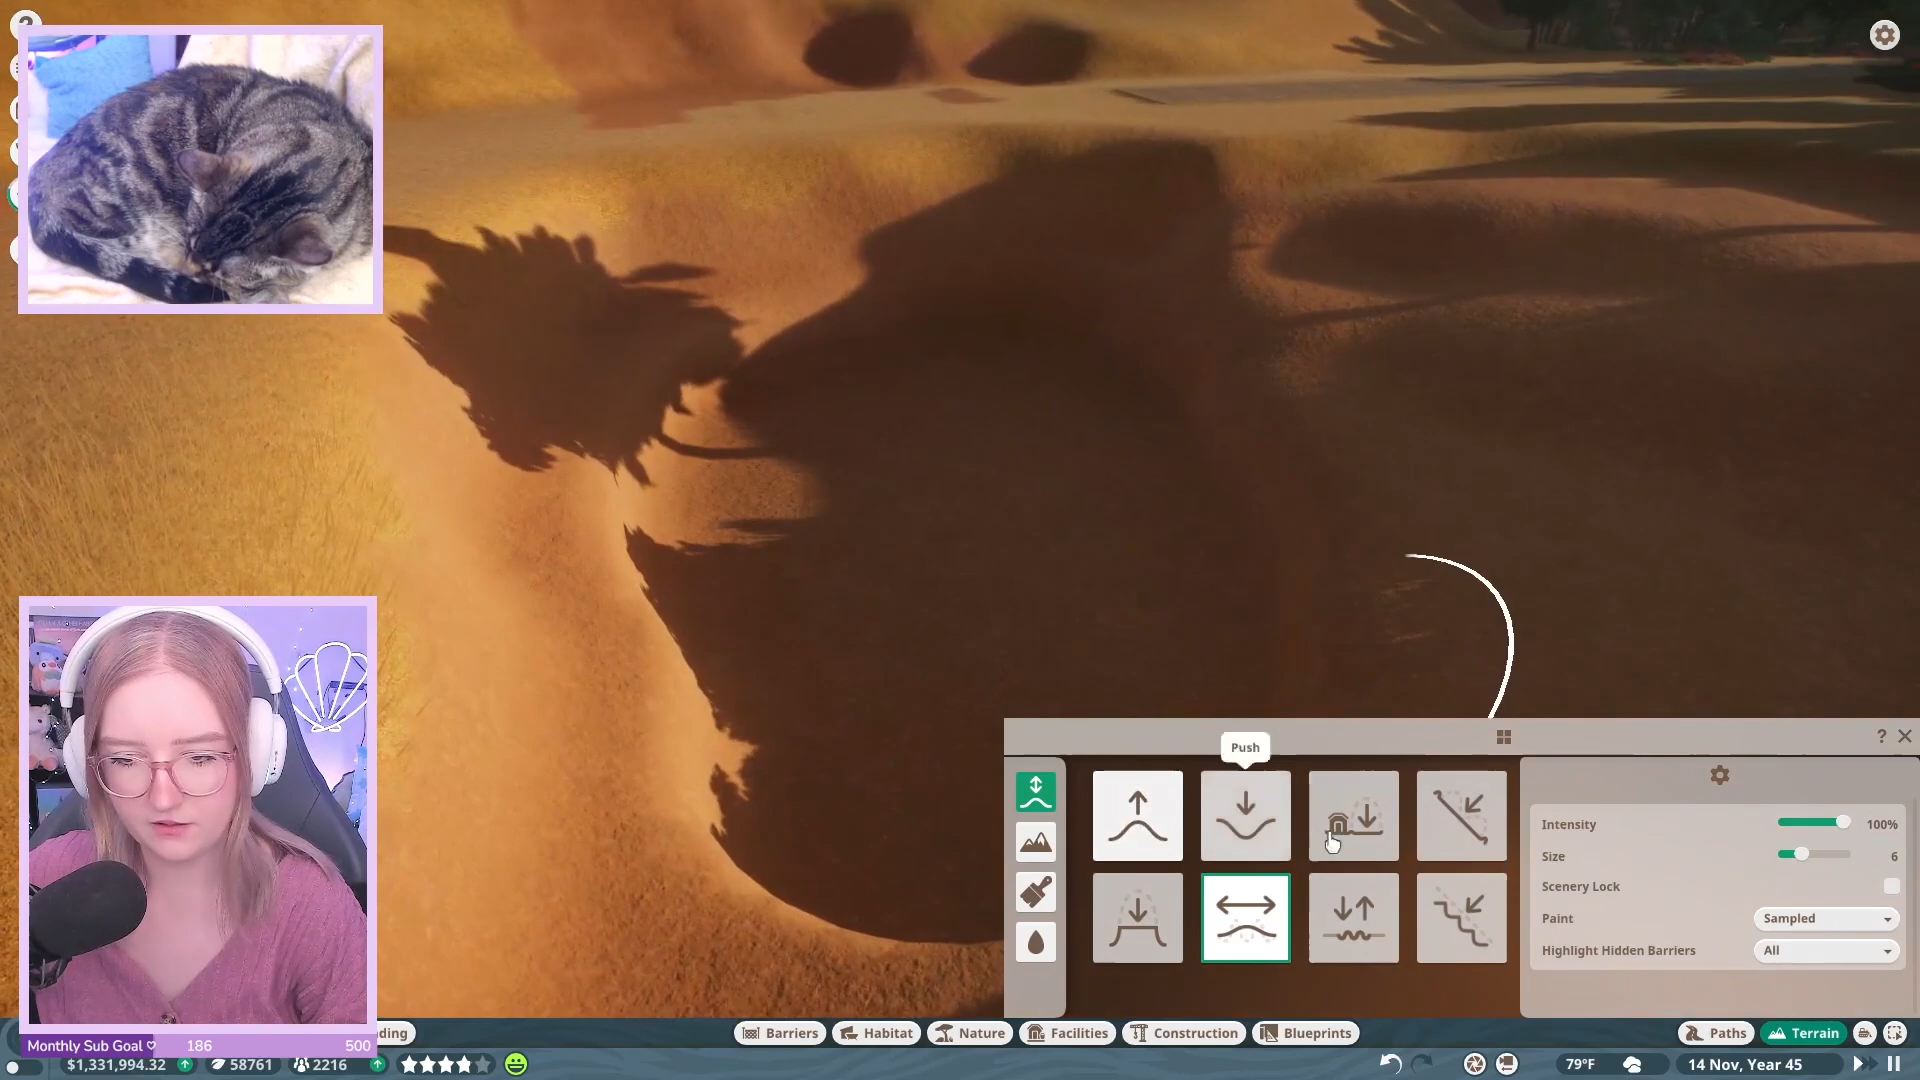 Push
Intensity
100%
Size
6
Scenery Lock
Paint
Sampled
Highlight Hidden Barriers
All
ding
Barriers
Habitat
Nature
Facilities
Construction
Blueprints
Paths
Terrain
Monthly Sub Goal ♡ 186 500
$1,331,994.32
58761
2216
79°F
14 Nov, Year 45
?